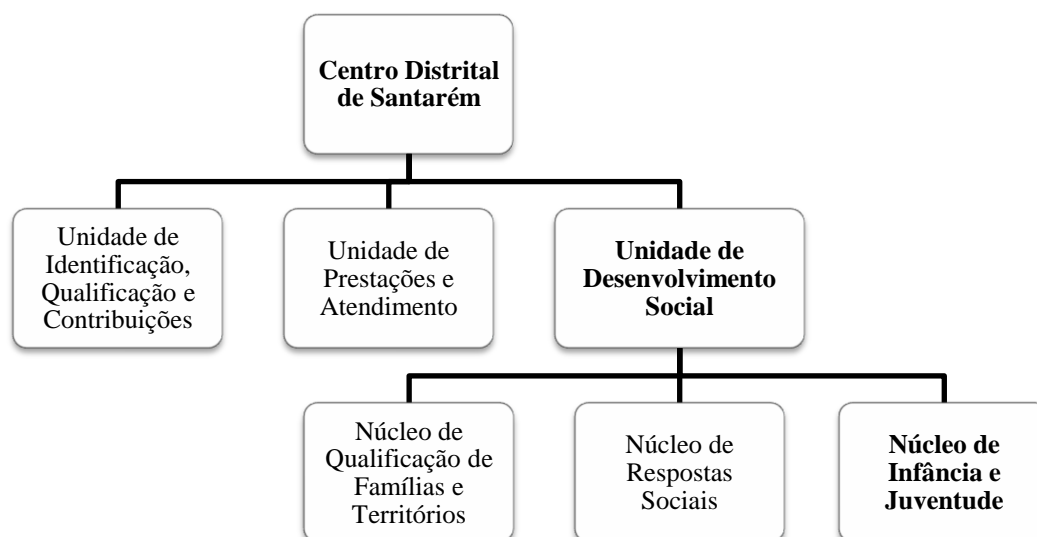 Centro Distrital
de Santarém
Unidade de
Identificação,
Qualificação e
Contribuições
Unidade de
Prestações e
Atendimento
Unidade de
Desenvolvimento
Social
Núcleo de
Qualificação de
Famílias e
Territórios
Núcleo de
Respostas
Sociais
Núcleo de
Infância e
Juventude